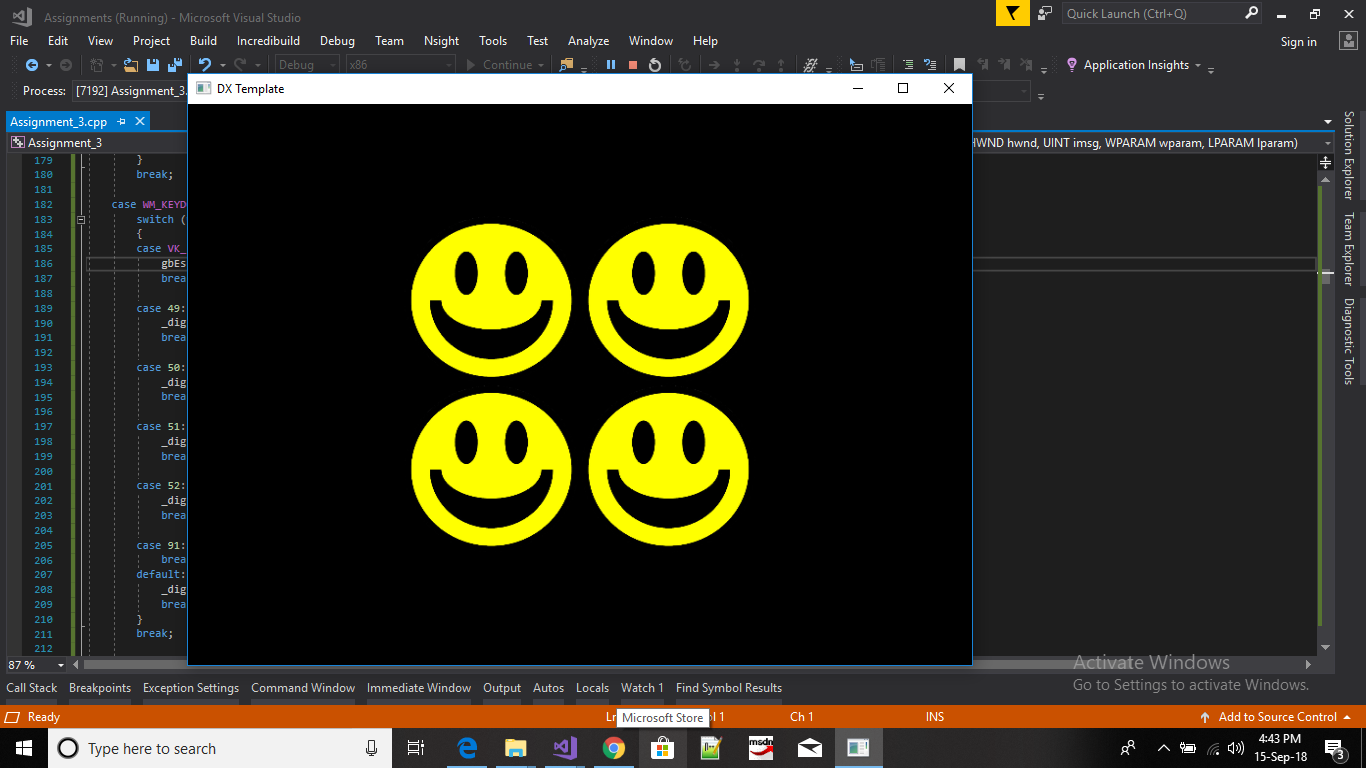 Assignments (Running) - Microsoft Visual Studio
Quick Launch (Ctrl+Q)
File Edit View Project Build Incredibuild Debug Team Nsight Tools Test Analyze Window Help
Sign in
Debug x86 Continue Application Insights
Process: [7192] Assignment_3.
DX Template
Assignment_3.cpp
Assignment_3
HWND hwnd, UINT imsg, WPARAM wparam, LPARAM lparam)
179 }
180 break;
181
182 case WM_KEYD
183 switch (
184 {
185 case VK_
186 gbEs
187 brea
188
189 case 49:
190 _dig
191 brea
192
193 case 50:
194 _dig
195 brea
196
197 case 51:
198 _dig
199 brea
200
201 case 52:
202 _dig
203 brea
204
205 case 91:
206 brea
207 default:
208 _dig
209 brea
210 }
211 break;
212
Solution Explorer
Team Explorer
Diagnostic Tools
87 %
Activate Windows
Go to Settings to activate Windows.
Call Stack Breakpoints Exception Settings Command Window Immediate Window Output Autos Locals Watch 1 Find Symbol Results
Ready Ln Col 1 Ch 1 INS Add to Source Control
Microsoft Store
Type here to search
msdn
4:43 PM
15-Sep-18
3